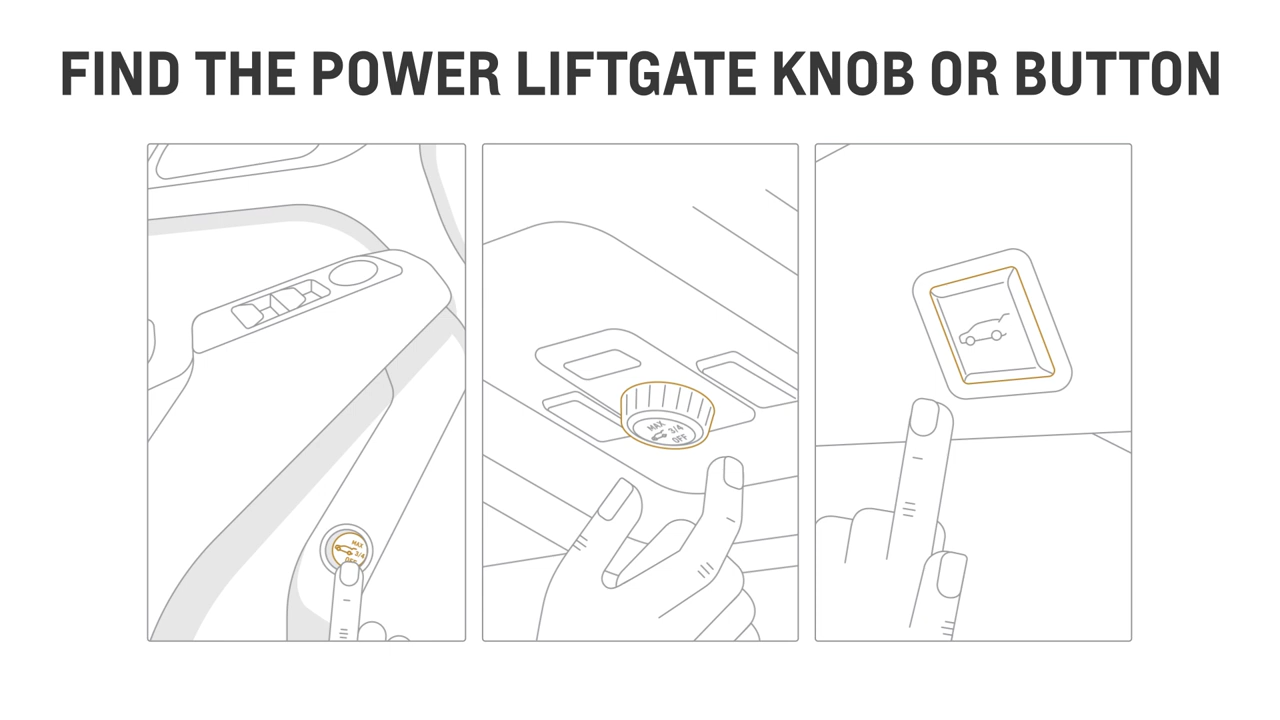 FIND THE POWER LIFTGATE KNOB OR BUTTON
MAX
3/4
OFF
MAX
3/4
OFF